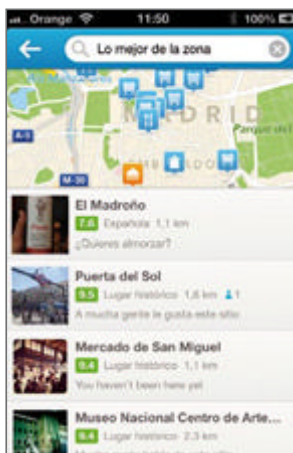 Orange 11:50 100%
Lo mejor de la zona
MADRID
Parque del
A-5
M-30
El Madroño
7.6 Española 1,1 km
¿Quieres almorzar?
Puerta del Sol
9.5 Lugar histórico 1,6 km 1
A mucha gente le gusta este sitio
Mercado de San Miguel
9.4 Lugar histórico 1,1 km
You haven't been here yet
Museo Nacional Centro de Arte...
9.4 Lugar histórico 2,3 km